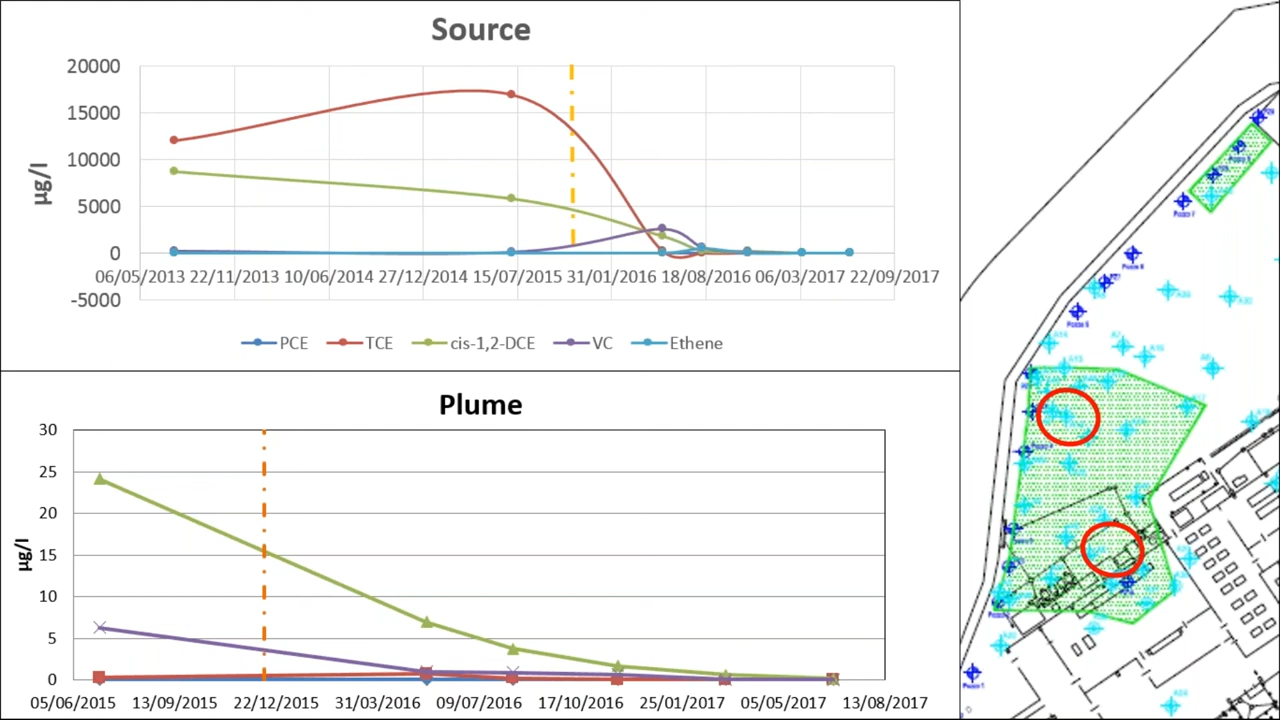 Source
20000
15000
10000
5000
0
-5000
µg/l
06/05/2013 22/11/2013 10/06/2014 27/12/2014 15/07/2015 31/01/2016 18/08/2016 06/03/2017 22/09/2017
PCE TCE cis-1,2-DCE VC Ethene
Plume
30
25
20
15
10
5
0
µg/l
05/06/2015 13/09/2015 22/12/2015 31/03/2016 09/07/2016 17/10/2016 25/01/2017 05/05/2017 13/08/2017